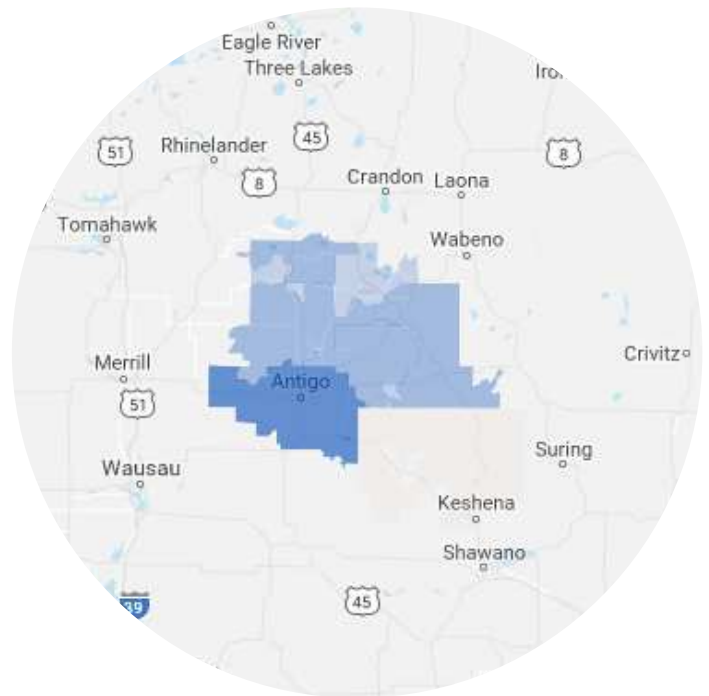 Eagle River
Three Lakes
51
Rhinelander
45
8
8
Crandon
Laona
Tomahawk
Wabeno
Merrill
Crivitz
Antigo
51
Wausau
Suring
Keshena
Shawano
39
45